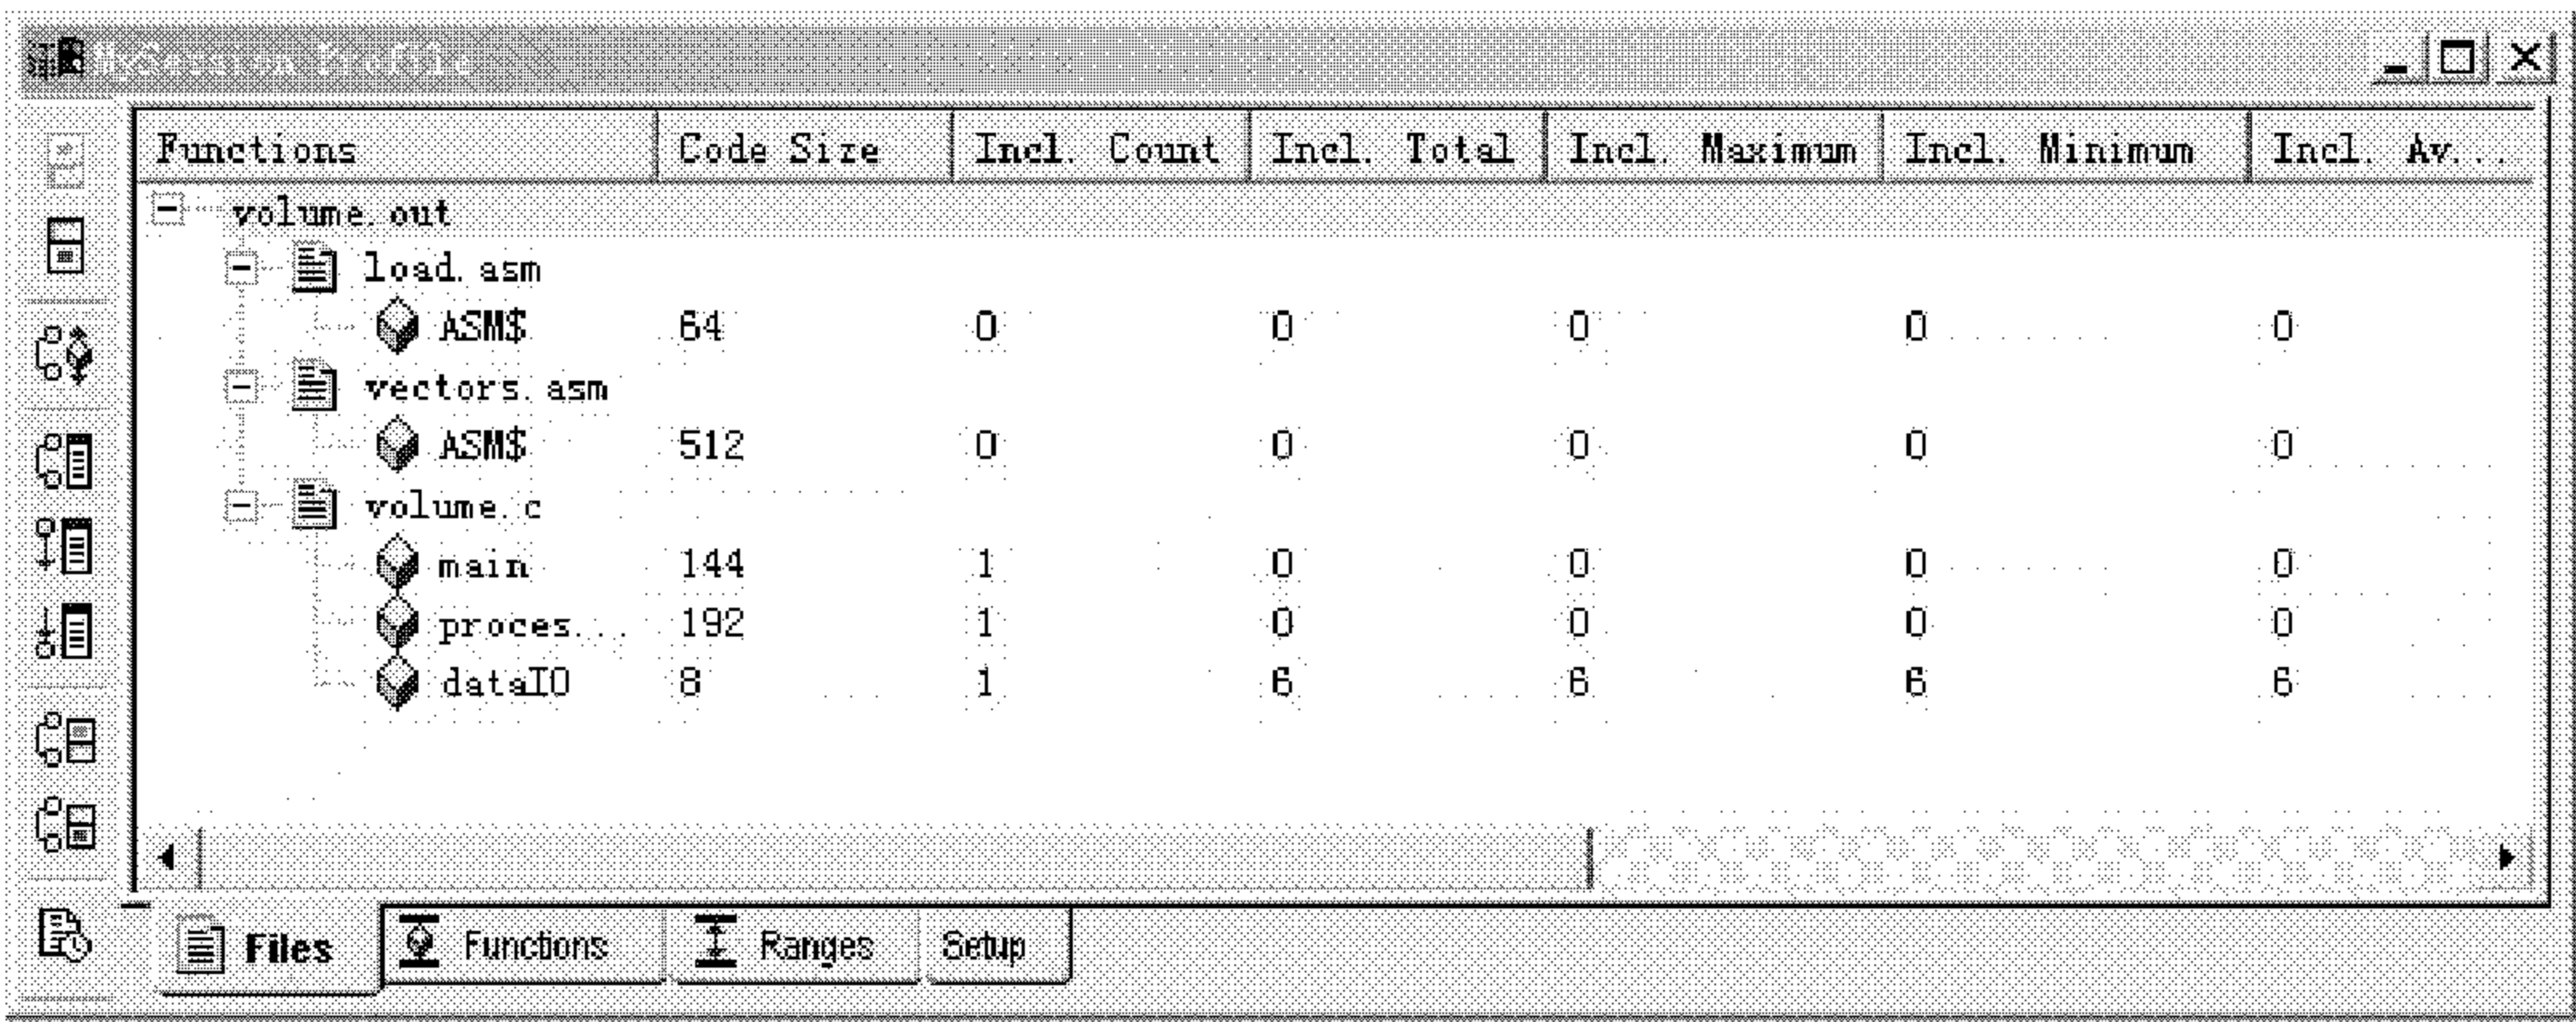 MySession Profile
Functions Code Size Incl. Count Incl. Total Incl. Maximum Incl. Minimum Incl. Av...
volume.out
load.asm
ASM$ 64 0 0 0 0 0
vectors.asm
ASM$ 512 0 0 0 0 0
volume.c
main 144 1 0 0 0 0
proces... 192 1 0 0 0 0
dataIO 8 1 6 6 6 6
Files Functions Ranges Setup